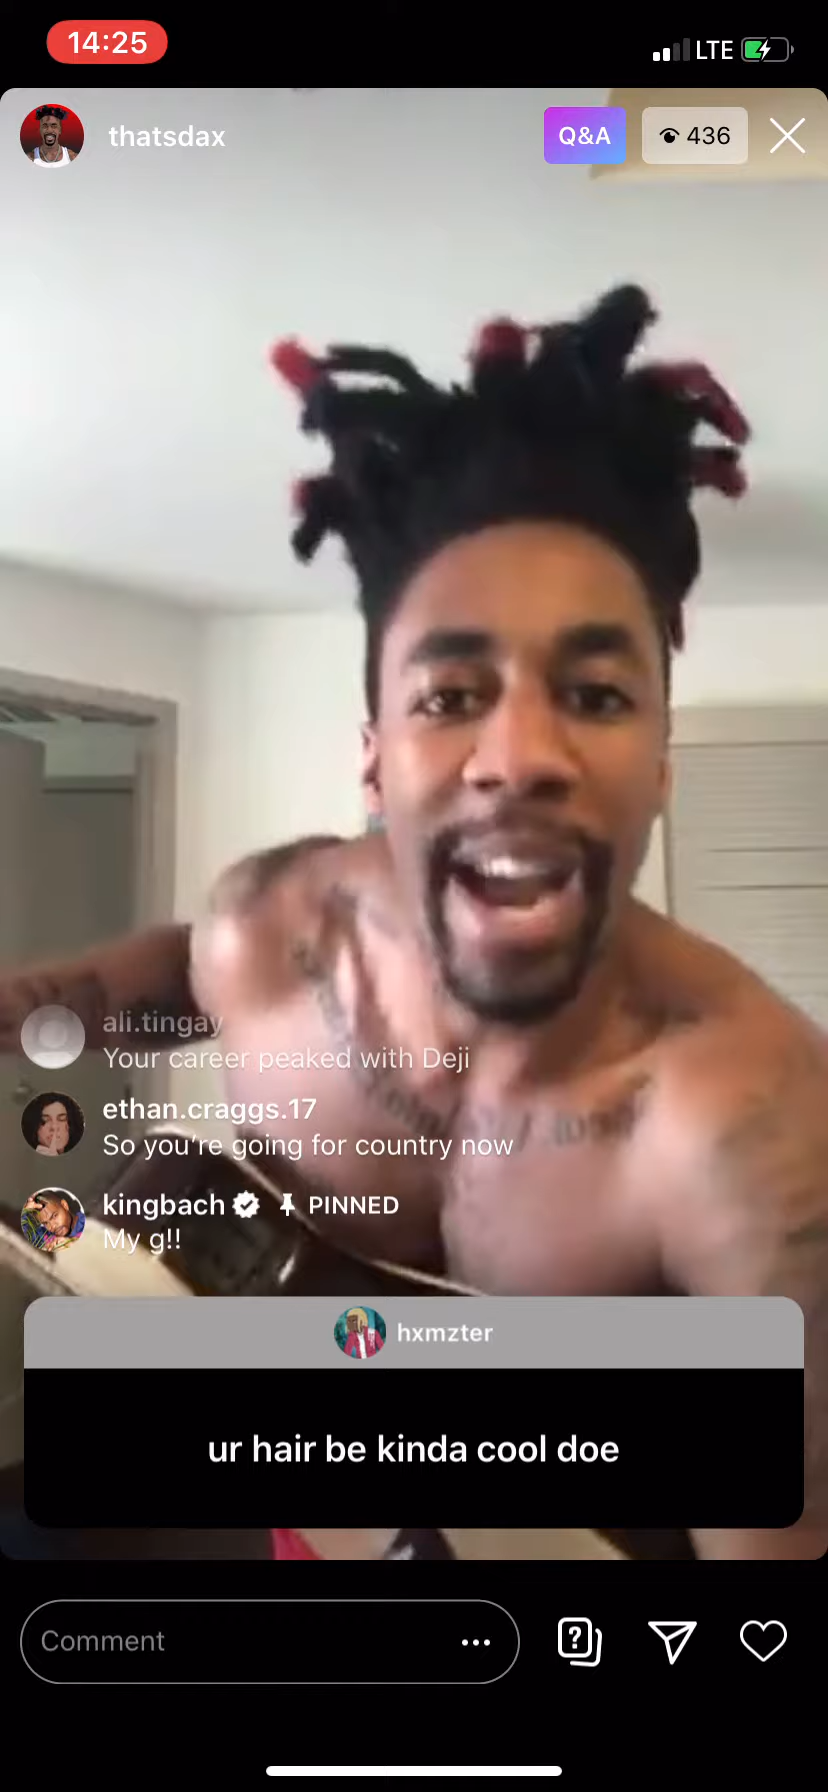 14:25
LTE
thatsdax
Q&A
436
ali.tingay
Your career peaked with Deji
ethan.craggs.17
So you're going for country now
kingbach PINNED
My g!!
hxmzter
ur hair be kinda cool doe
Comment